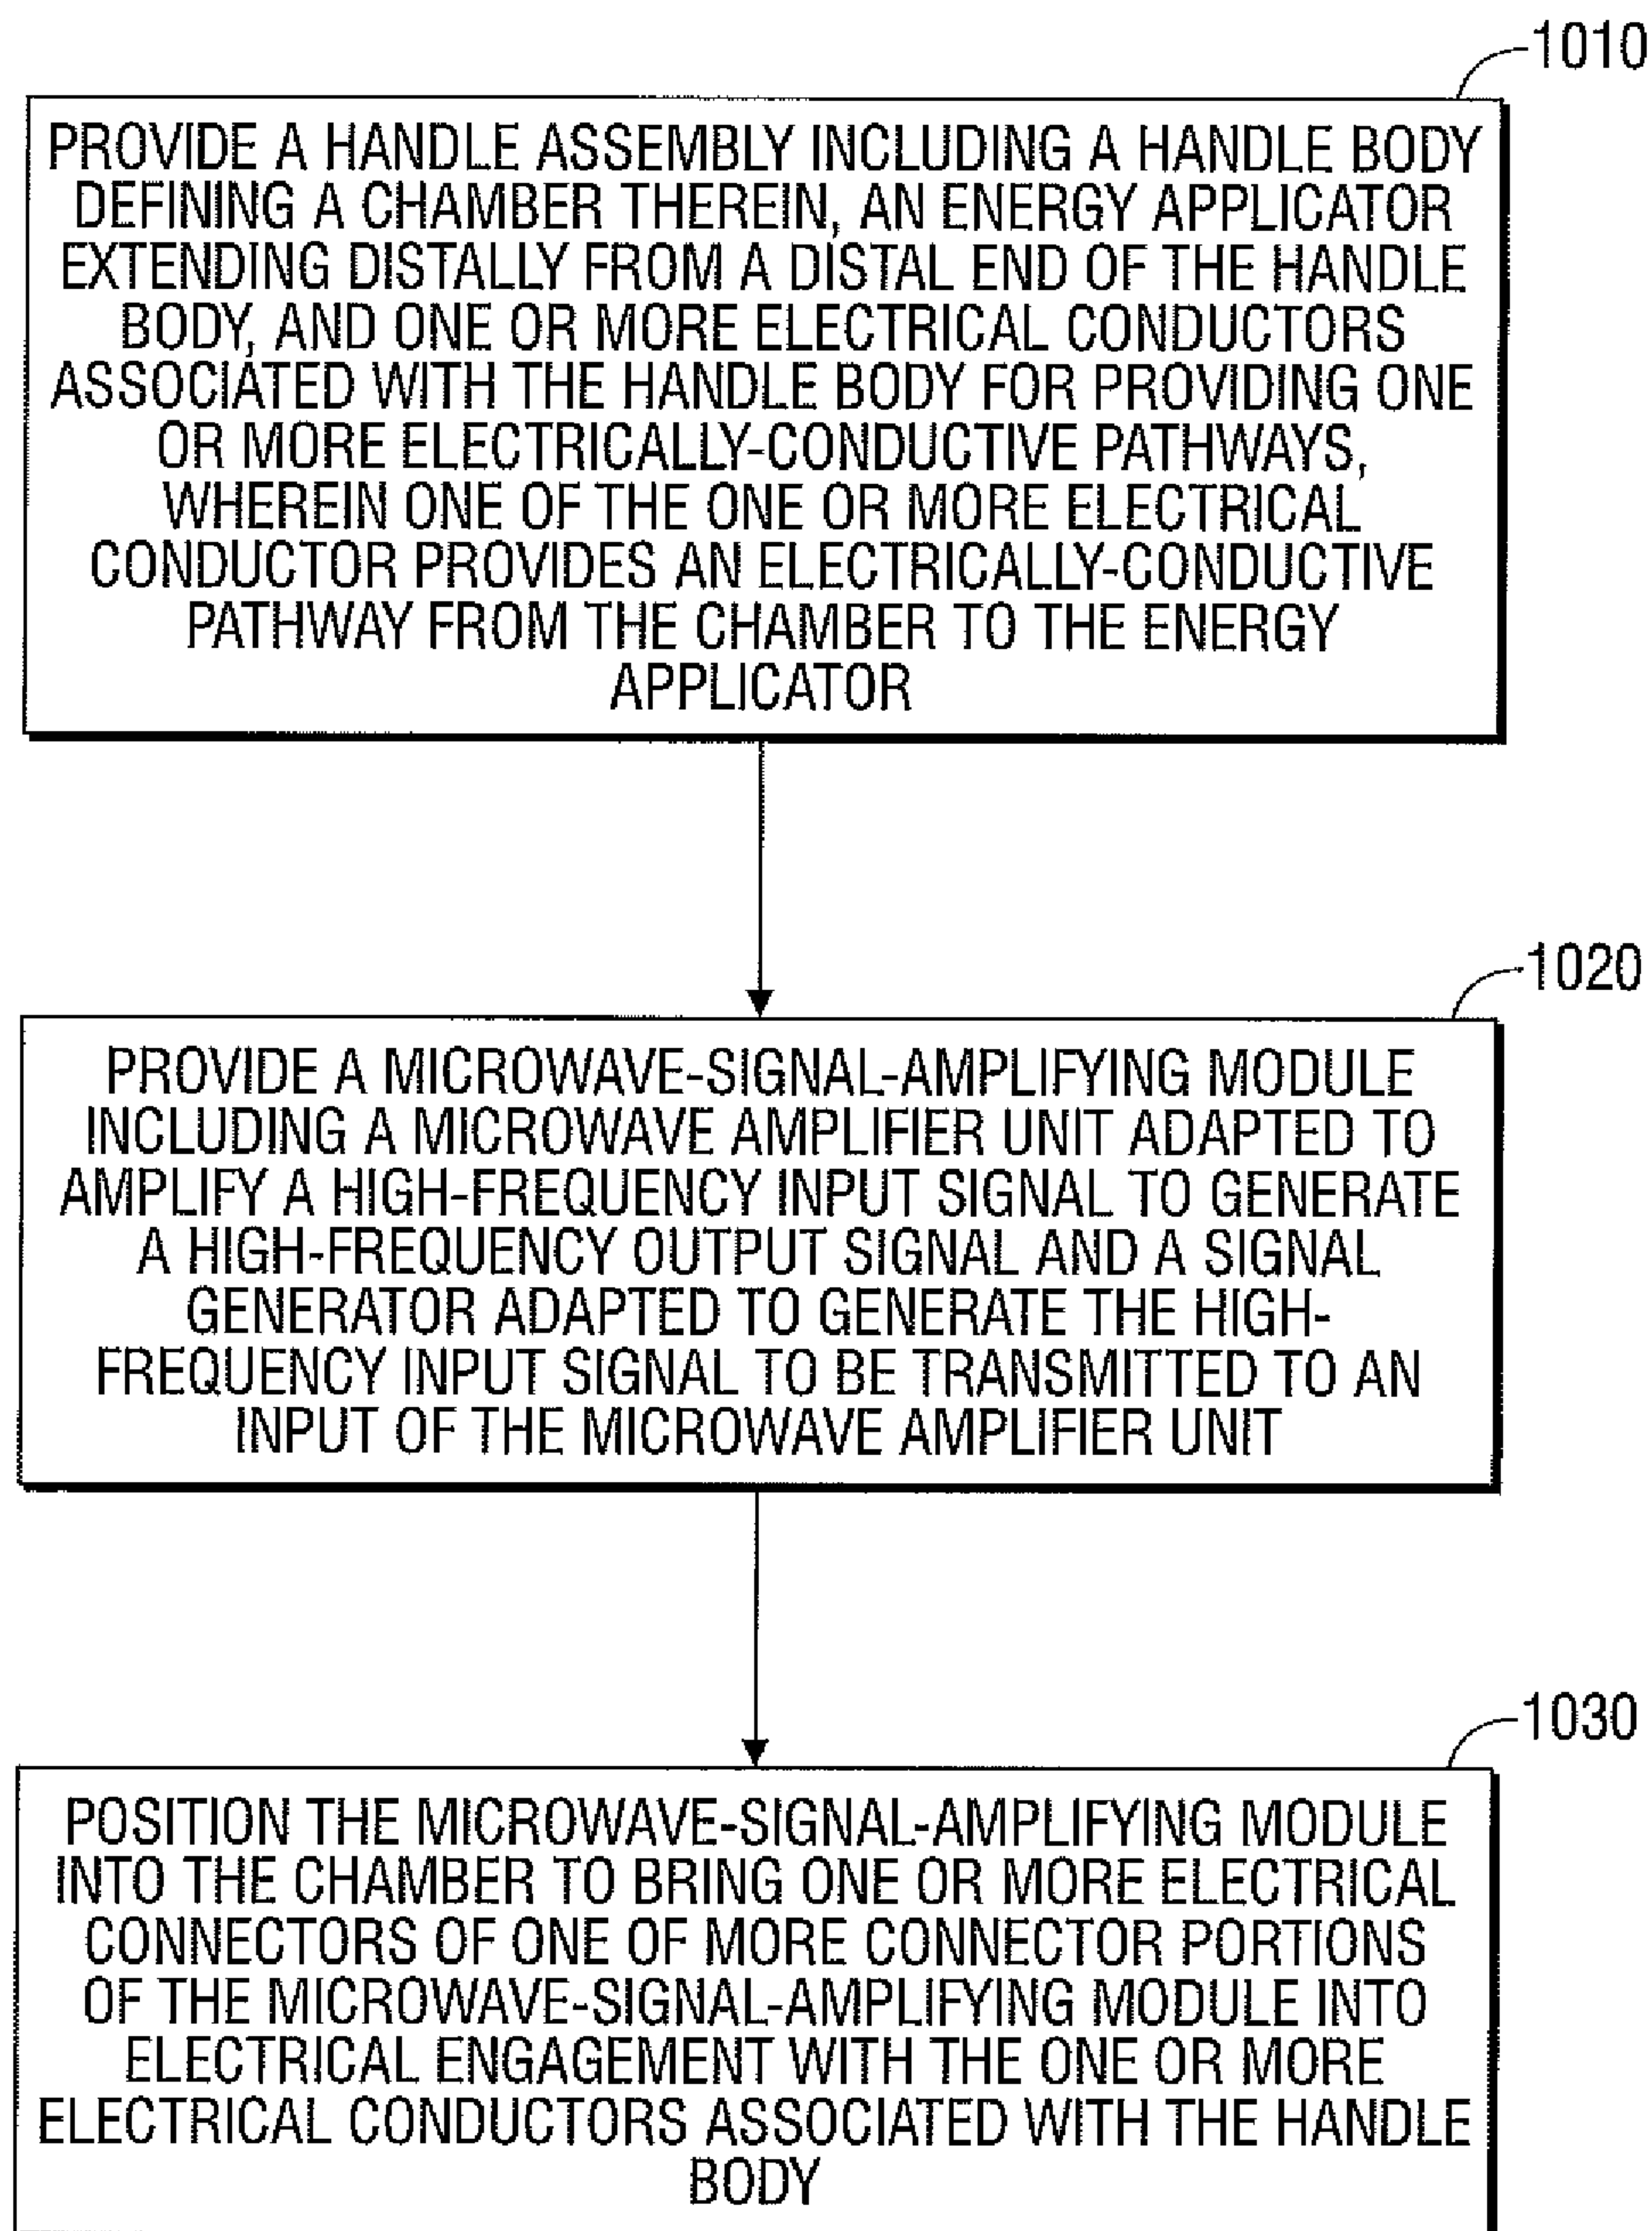 1010
PROVIDE A HANDLE ASSEMBLY INCLUDING A HANDLE BODY
DEFINING A CHAMBER THEREIN, AN ENERGY APPLICATOR
EXTENDING DISTALLY FROM A DISTAL END OF THE HANDLE
BODY, AND ONE OR MORE ELECTRICAL CONDUCTORS
ASSOCIATED WITH THE HANDLE BODY FOR PROVIDING ONE
OR MORE ELECTRICALLY-CONDUCTIVE PATHWAYS,
WHEREIN ONE OF THE ONE OR MORE ELECTRICAL
CONDUCTOR PROVIDES AN ELECTRICALLY-CONDUCTIVE
PATHWAY FROM THE CHAMBER TO THE ENERGY
APPLICATOR
1020
PROVIDE A MICROWAVE-SIGNAL-AMPLIFYING MODULE
INCLUDING A MICROWAVE AMPLIFIER UNIT ADAPTED TO
AMPLIFY A HIGH-FREQUENCY INPUT SIGNAL TO GENERATE
A HIGH-FREQUENCY OUTPUT SIGNAL AND A SIGNAL
GENERATOR ADAPTED TO GENERATE THE HIGH-
FREQUENCY INPUT SIGNAL TO BE TRANSMITTED TO AN
INPUT OF THE MICROWAVE AMPLIFIER UNIT
1030
POSITION THE MICROWAVE-SIGNAL-AMPLIFYING MODULE
INTO THE CHAMBER TO BRING ONE OR MORE ELECTRICAL
CONNECTORS OF ONE OF MORE CONNECTOR PORTIONS
OF THE MICROWAVE-SIGNAL-AMPLIFYING MODULE INTO
ELECTRICAL ENGAGEMENT WITH THE ONE OR MORE
ELECTRICAL CONDUCTORS ASSOCIATED WITH THE HANDLE
BODY